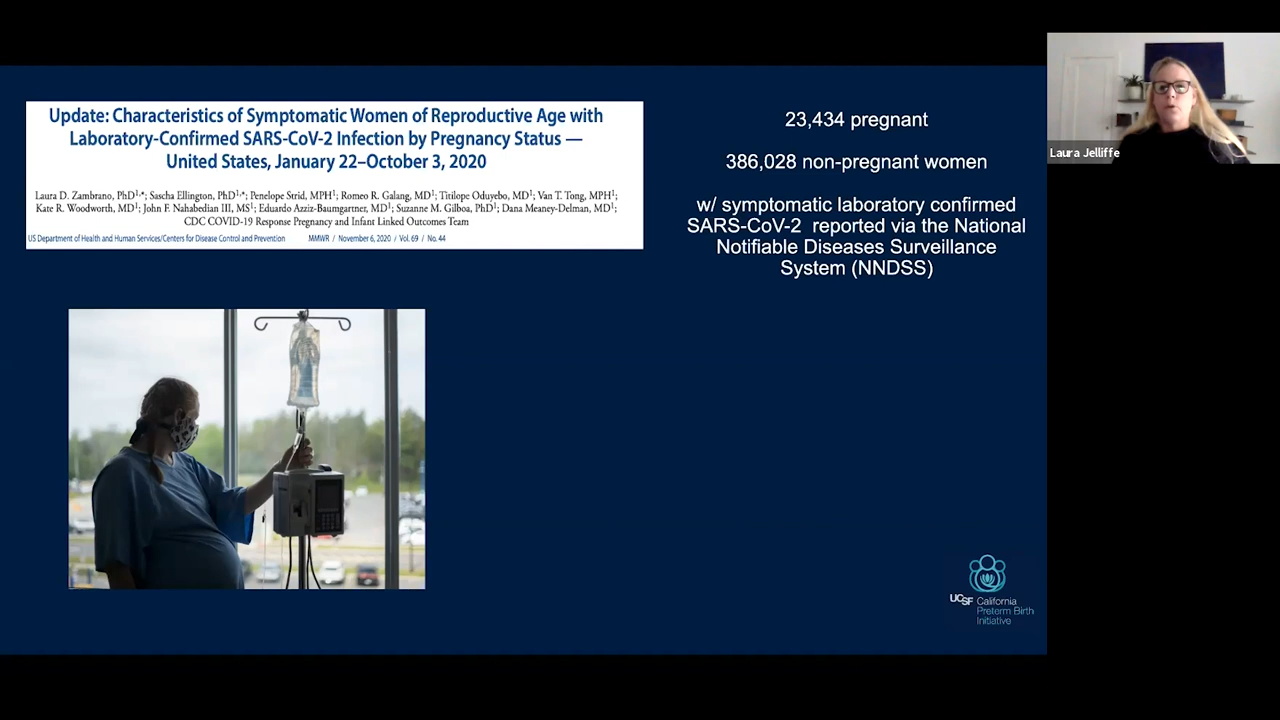 Update: Characteristics of Symptomatic Women of Reproductive Age with
Laboratory-Confirmed SARS-CoV-2 Infection by Pregnancy Status —
United States, January 22–October 3, 2020
Laura D. Zambrano, PhD1,*; Sascha Ellington, PhD1,*; Penelope Strid, MPH1; Romeo R. Galang, MD1; Titilope Oduyebo, MD1; Van T. Tong, MPH1;
Kate R. Woodworth, MD1; John F. Nahabedian III, MS1; Eduardo Azziz-Baumgartner, MD1; Suzanne M. Gilboa, PhD1; Dana Meaney-Delman, MD1;
CDC COVID-19 Response Pregnancy and Infant Linked Outcomes Team
US Department of Health and Human Services/Centers for Disease Control and Prevention MMWR / November 6, 2020 / Vol. 69 / No. 44
23,434 pregnant
386,028 non-pregnant women
w/ symptomatic laboratory confirmed
SARS-CoV-2 reported via the National
Notifiable Diseases Surveillance
System (NNDSS)
Laura Jelliffe
UCSF California
Preterm Birth
Initiative